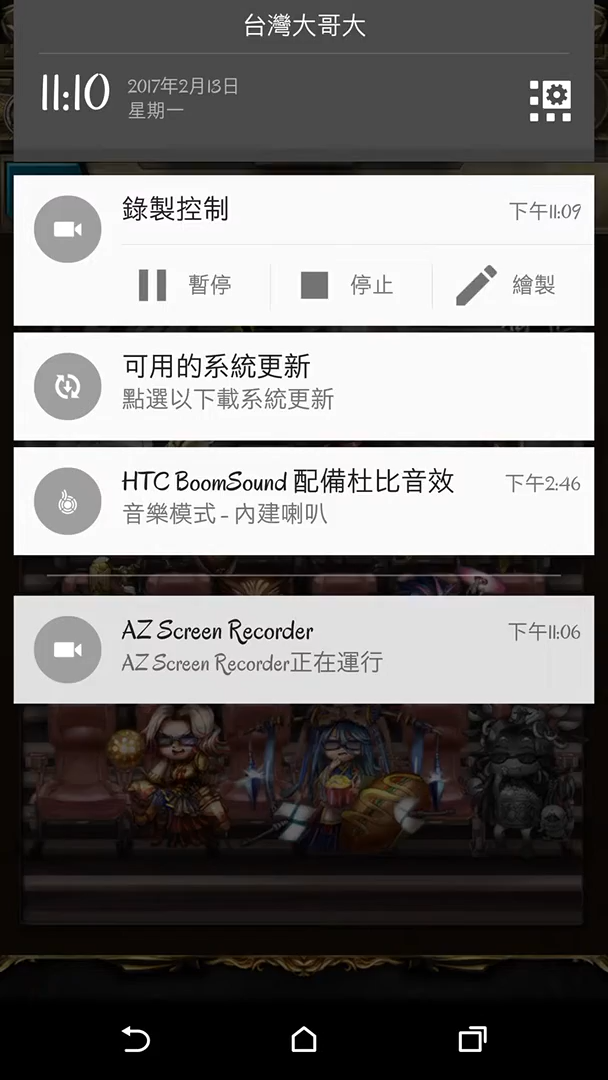 台灣大哥大
11:10
2017年2月13日
星期一
錄製控制
下午11:09
暫停
停止
繪製
可用的系統更新
點選以下載系統更新
HTC BoomSound 配備杜比音效
下午2:46
音樂模式 - 內建喇叭
AZ Screen Recorder
下午11:06
AZ Screen Recorder正在運行